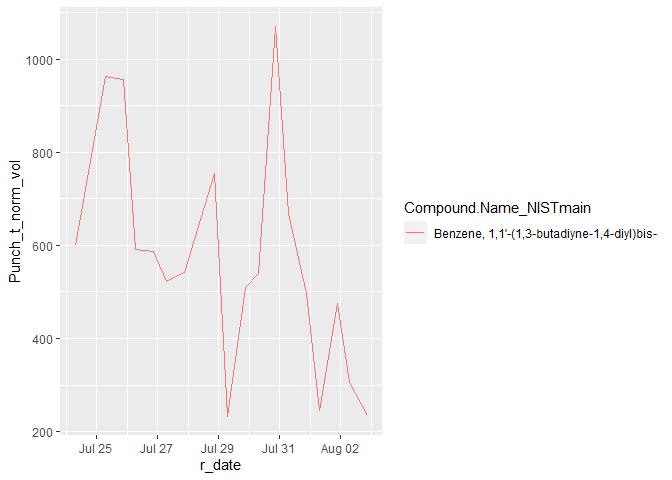 1000
800
600
400
200
Punch_t_norm_vol
Jul 25 Jul 27 Jul 29 Jul 31 Aug 02
r_date
Compound.Name_NISTmain
Benzene, 1,1'-(1,3-butadiyne-1,4-diyl)bis-